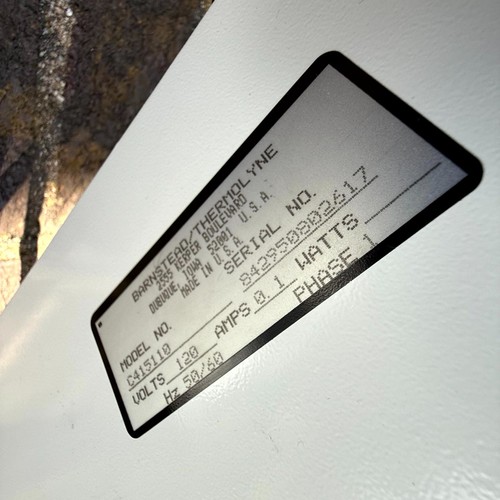 BARNSTEAD/THERMOLYNE
2555 KERPER BOULEVARD
DUBUQUE, IOWA 52001 U.S.A.
MADE IN U.S.A.
MODEL NO. SERIAL NO.
C415110 842950802617
VOLTS 120 AMPS 0.1 WATTS
Hz 50/60 PHASE 1